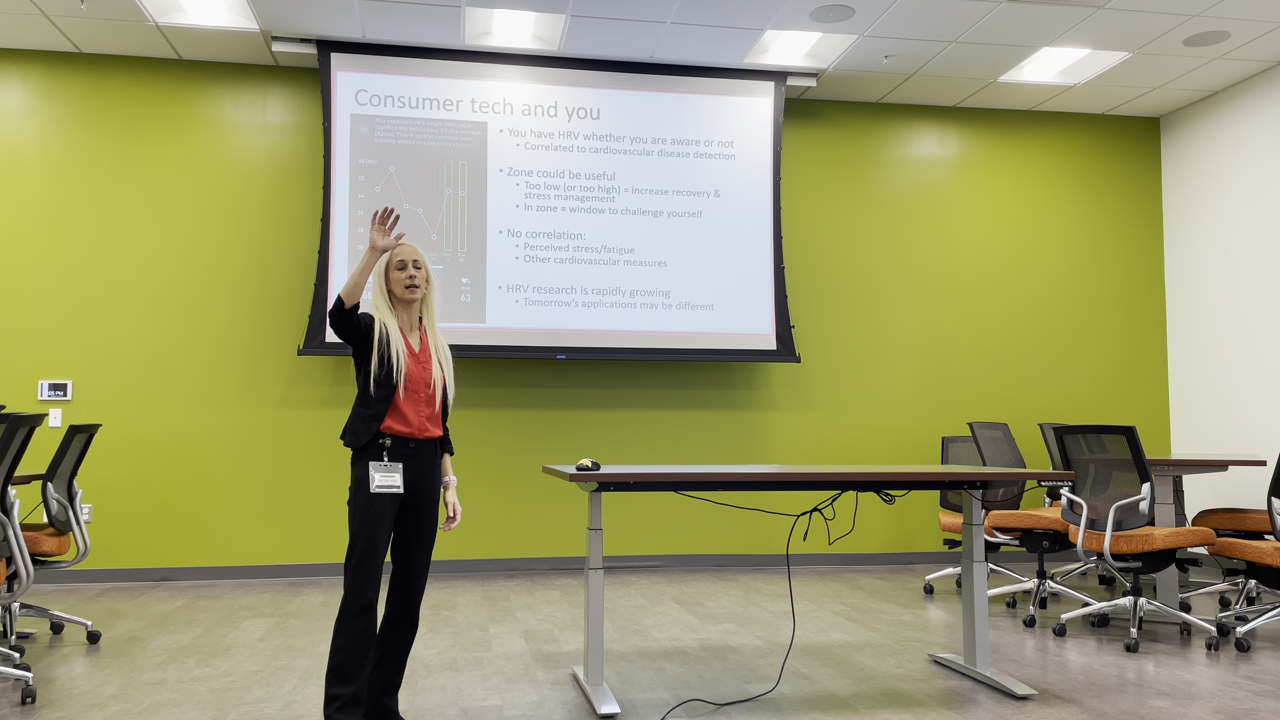 Consumer tech and you
• You have HRV whether you are aware or not
• Correlated to cardiovascular disease detection
• Zone could be useful
• Too low (or too high) = increase recovery &
stress management
• In zone = window to challenge yourself
• No correlation:
• Perceived stress/fatigue
• Other cardiovascular measures
• HRV research is rapidly growing
• Tomorrow's applications may be different
63
PM